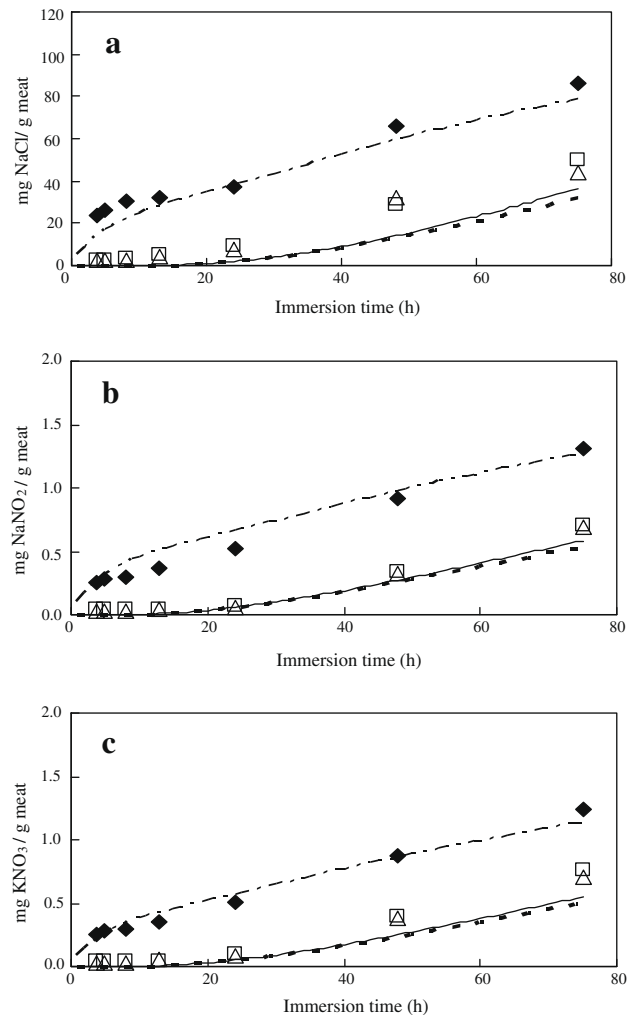 a
120
100
80
60
40
20
0
mg NaCl/ g meat
0 20 40 60 80
Immersion time (h)
b
2.0
1.5
1.0
0.5
0.0
mg NaNO₂ / g meat
0 20 40 60 80
Immersion time (h)
c
2.0
1.5
1.0
0.5
0.0
mg KNO₃ / g meat
0 20 40 60 80
Immersion time (h)